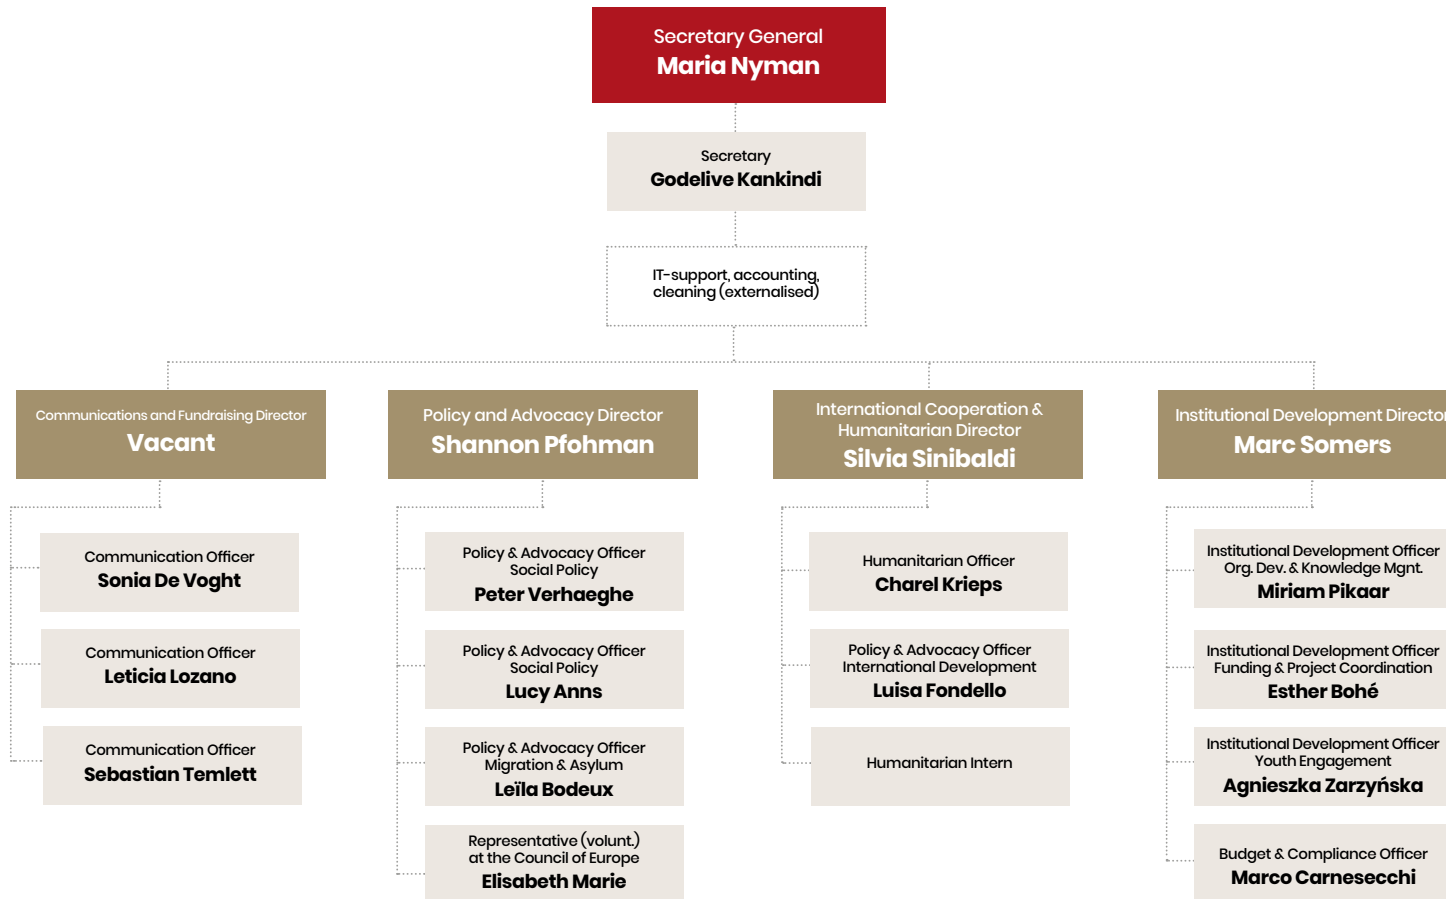 Secretary General
Maria Nyman
Secretary
Godelive Kankindi
IT-support, accounting,
cleaning (externalised)
Communications and Fundraising Director
Vacant
Sonia De Voght
Communication Officer
Leticia Lozano
Communication Officer
Sebastian Temlett
Communication Officer
Policy and Advocacy Director
Shannon Pfohman
Policy & Advocacy Officer
Social Policy
Peter Verhaeghe
Policy & Advocacy Officer
Social Policy
Lucy Anns
Policy & Advocacy Officer
Migration & Asylum
Leïla Bodeux
Representative (volunt.)
at the Council of Europe
Elisabeth Marie
International Cooperation &
Humanitarian Director
Silvia Sinibaldi
Humanitarian Officer
Charel Krieps
Policy & Advocacy Officer
International Development
Luisa Fondello
Humanitarian Intern
Institutional Development Director
Marc Somers
Institutional Development Officer
Org. Dev. & Knowledge Mgnt.
Miriam Pikaar
Institutional Development Officer
Funding & Project Coordination
Esther Bohé
Institutional Development Officer
Youth Engagement
Agnieszka Zarzyńska
Budget & Compliance Officer
Marco Carnesecchi